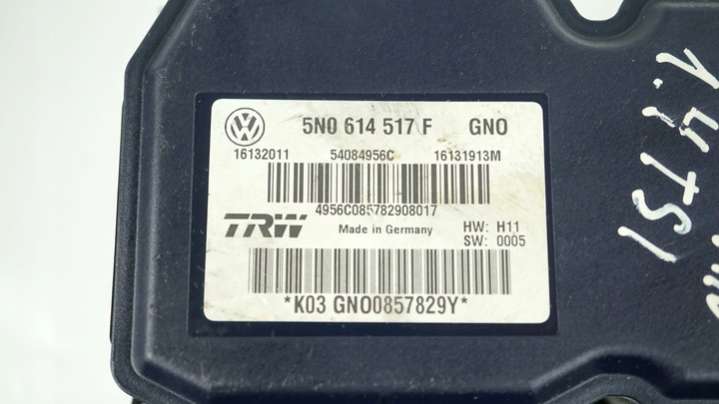 5N0 614 517 F GNO
16132011 54084956C 16131913M
4956C085782908017
TRW Made in Germany HW: H11
SW: 0005
*K03 GNO0857829Y*
1.4TSI